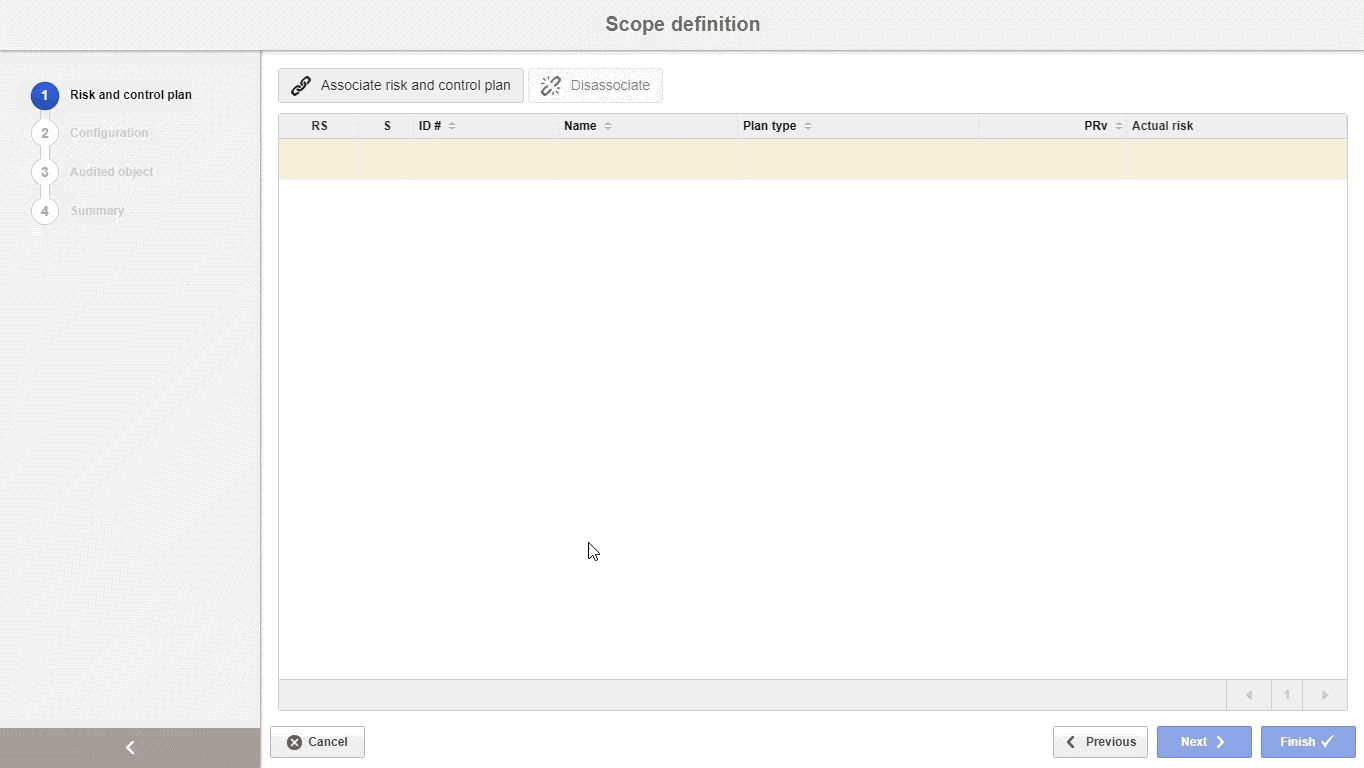 Scope definition
1 Risk and control plan
2 Configuration
3 Audited object
4 Summary
Associate risk and control plan Disassociate
RS S ID # Name Plan type PRv Actual risk
1
Cancel Previous Next Finish